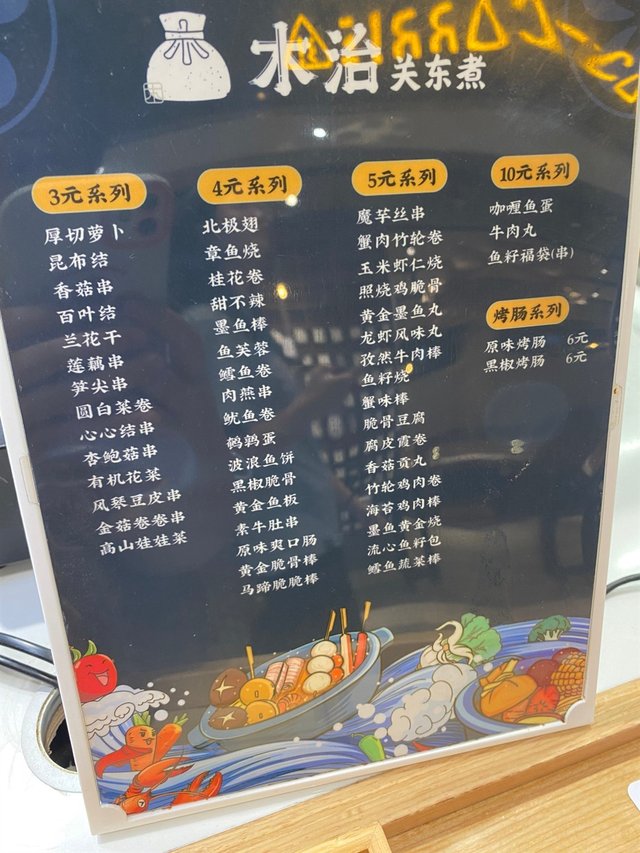 水治关东煮
3元系列
厚切萝卜
昆布结
香菇串
百叶结
兰花干
莲藕串
笋尖串
圆白菜卷
心心结串
杏鲍菇串
有机花菜
风琴豆皮串
金菇卷卷串
高山娃娃菜
4元系列
北极翅
章鱼烧
桂花卷
甜不辣
墨鱼棒
鱼芙蓉
鳕鱼卷
肉燕串
鱿鱼卷
鹌鹑蛋
波浪鱼饼
黑椒脆骨
黄金鱼板
素牛肚串
原味爽口肠
黄金脆骨棒
马蹄脆脆棒
5元系列
魔芋丝串
蟹肉竹轮卷
玉米虾仁烧
照烧鸡脆骨
黄金墨鱼丸
龙虾风味丸
孜然牛肉棒
鱼籽烧
蟹味棒
脆骨豆腐
腐皮霞卷
香菇贡丸
竹轮鸡肉卷
海苔鸡肉棒
墨鱼黄金烧
流心鱼籽包
鳕鱼蔬菜棒
10元系列
咖喱鱼蛋
牛肉丸
鱼籽福袋(串)
烤肠系列
原味烤肠 6元
黑椒烤肠 6元